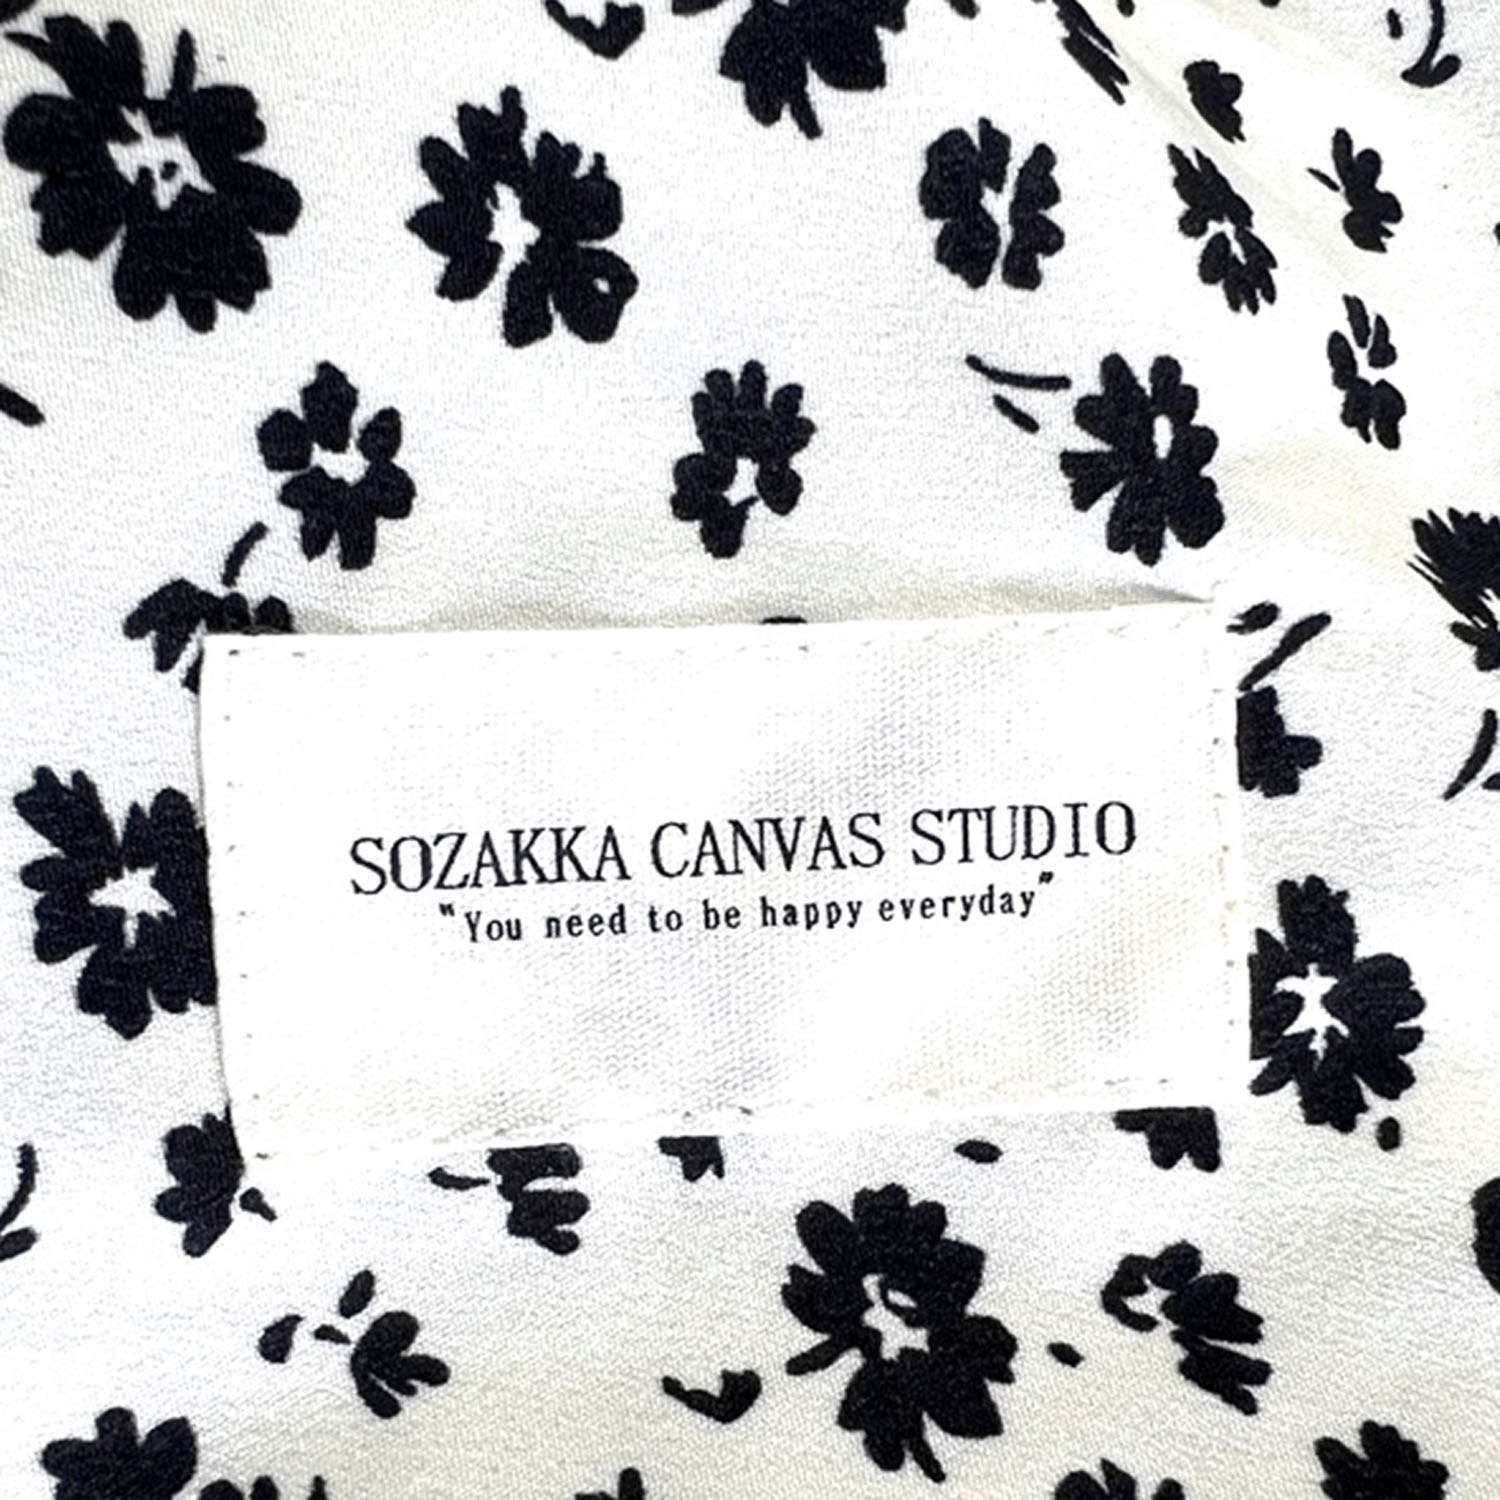 SOZAKKA CANVAS STUDIO
"You need to be happy everyday"